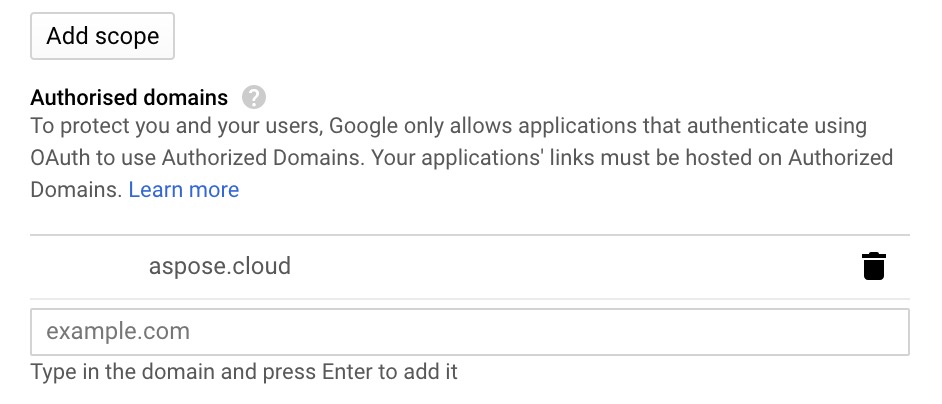 Add scope
Authorised domains ?
To protect you and your users, Google only allows applications that authenticate using
OAuth to use Authorized Domains. Your applications' links must be hosted on Authorized
Domains. Learn more
aspose.cloud
example.com
Type in the domain and press Enter to add it